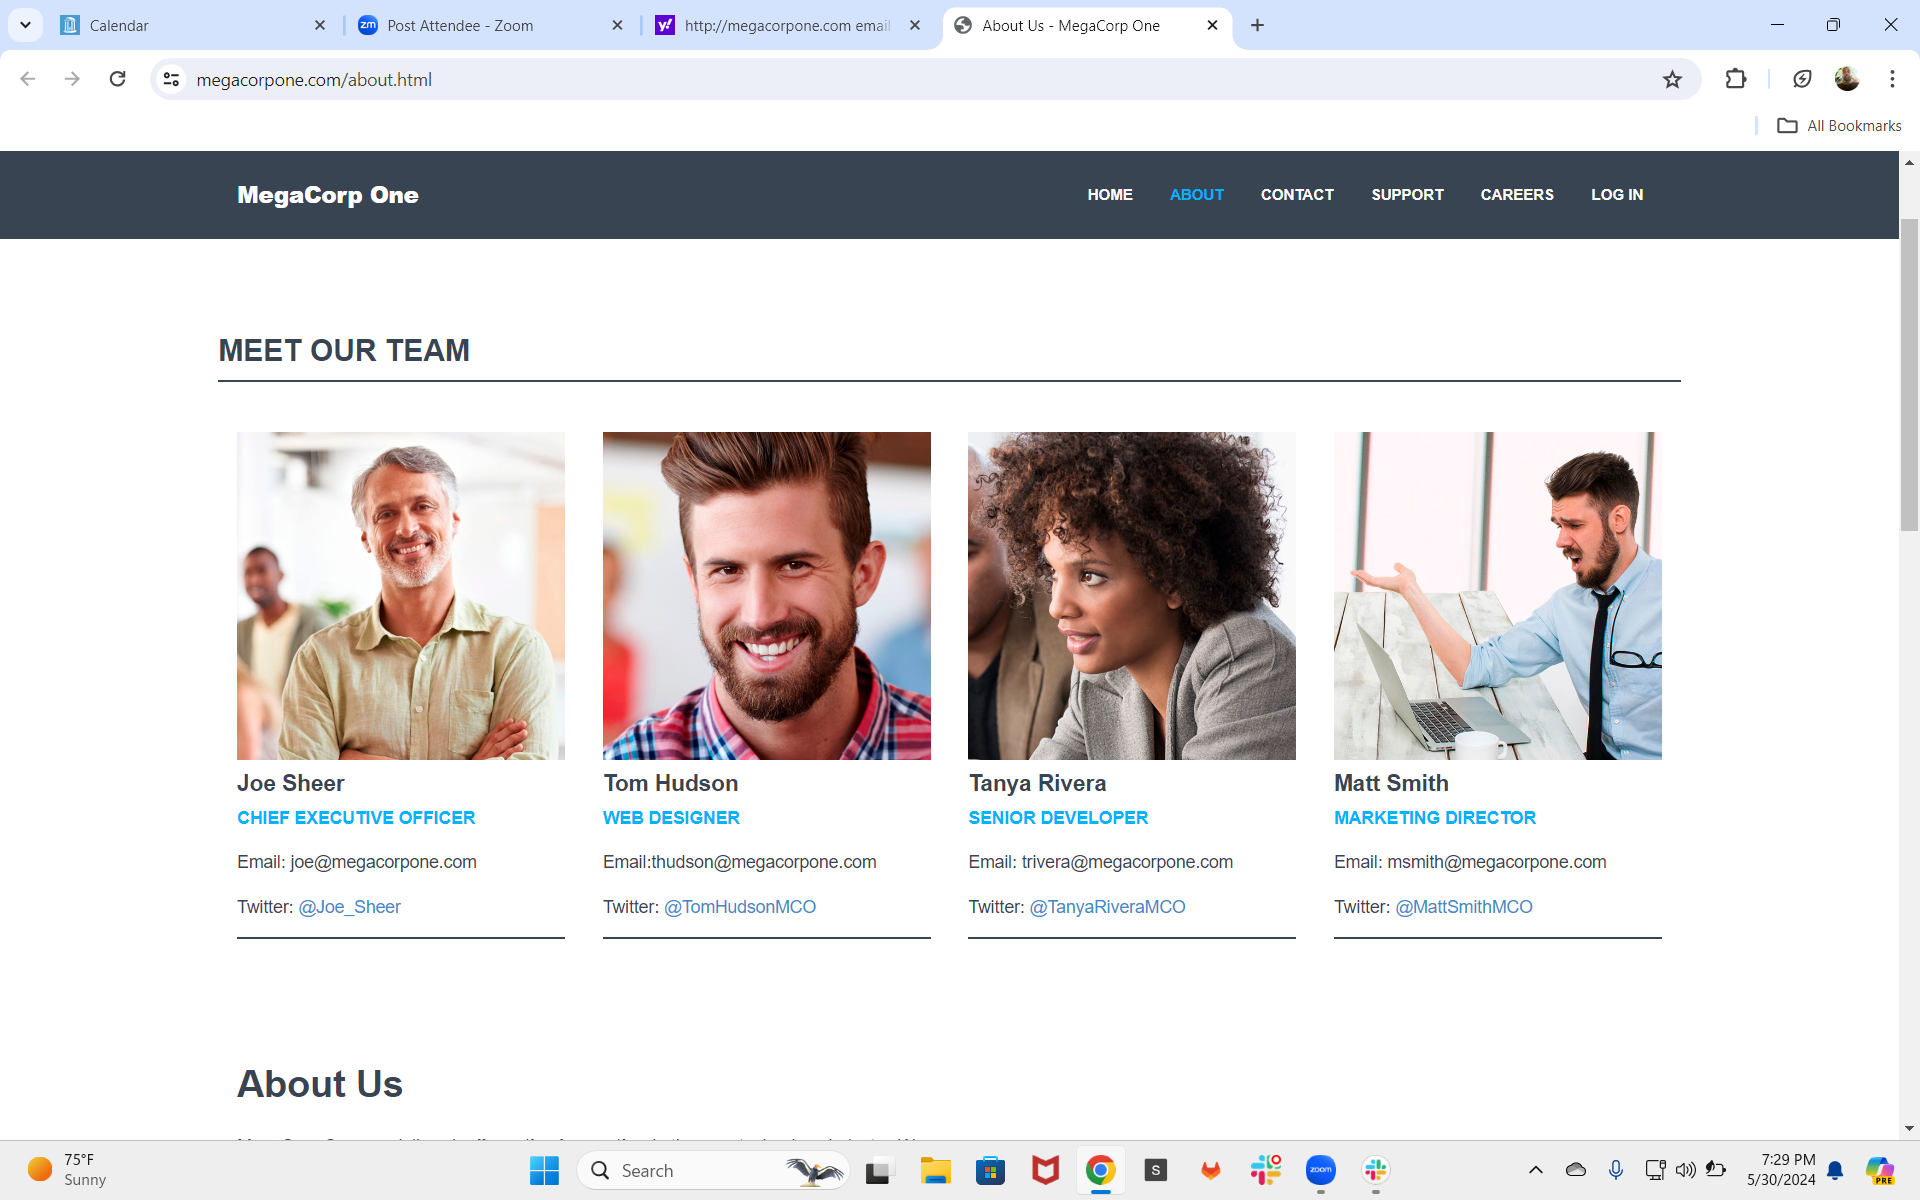 Calendar
Post Attendee - Zoom
http://megacorpone.com email
About Us - MegaCorp One
megacorpone.com/about.html
All Bookmarks
MegaCorp One
HOME ABOUT CONTACT SUPPORT CAREERS LOG IN
MEET OUR TEAM
Joe Sheer
CHIEF EXECUTIVE OFFICER
Email: joe@megacorpone.com
Twitter: @Joe_Sheer
Tom Hudson
WEB DESIGNER
Email:thudson@megacorpone.com
Twitter: @TomHudsonMCO
Tanya Rivera
SENIOR DEVELOPER
Email: trivera@megacorpone.com
Twitter: @TanyaRiveraMCO
Matt Smith
MARKETING DIRECTOR
Email: msmith@megacorpone.com
Twitter: @MattSmithMCO
About Us
75°F
Sunny
Search
S
zoom
7:29 PM
5/30/2024
PRE